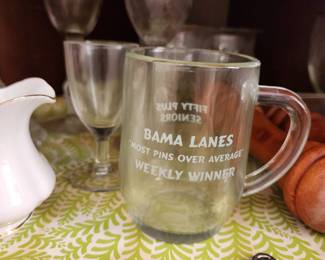 FIFTY PLUS
SENIORS
BAMA LANES
"MOST PINS OVER AVERAGE"
WEEKLY WINNER